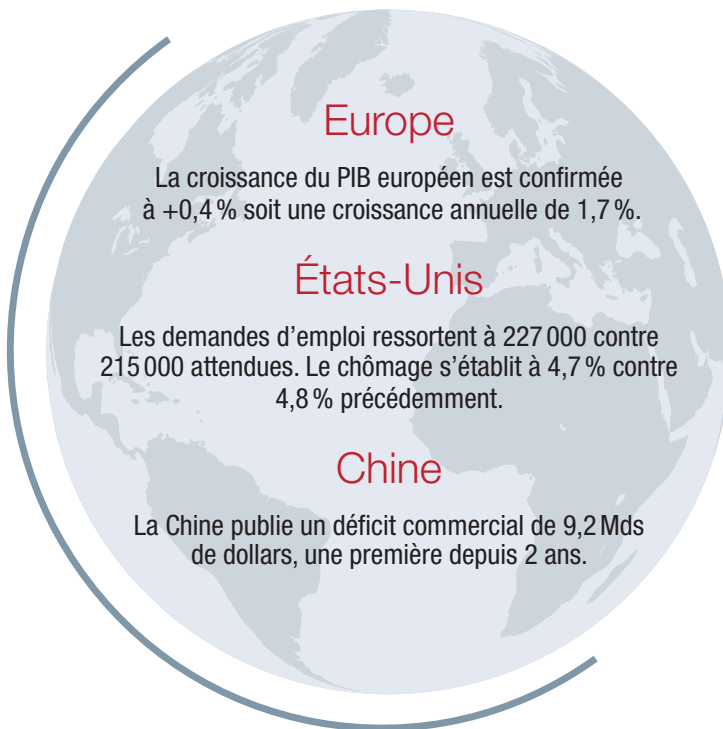 Europe
La croissance du PIB européen est confirmée
à +0,4 % soit une croissance annuelle de 1,7 %.
États-Unis
Les demandes d’emploi ressortent à 227 000 contre
215 000 attendues. Le chômage s’établit à 4,7 % contre
4,8 % précédemment.
Chine
La Chine publie un déficit commercial de 9,2 Mds
de dollars, une première depuis 2 ans.